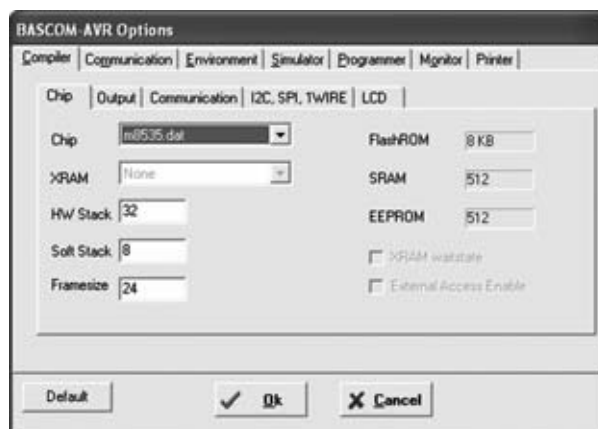 BASCOM-AVR Options
Compiler Communication Environment Simulator Programmer Monitor Printer
Chip Output Communication I2C, SPI, 1WIRE LCD
Chip m8535.dat FlashROM 8 KB
XRAM None SRAM 512
HW Stack 32 EEPROM 512
Soft Stack 8 XRAM waitstate
Framesize 24 External Access Enable
Default Ok Cancel